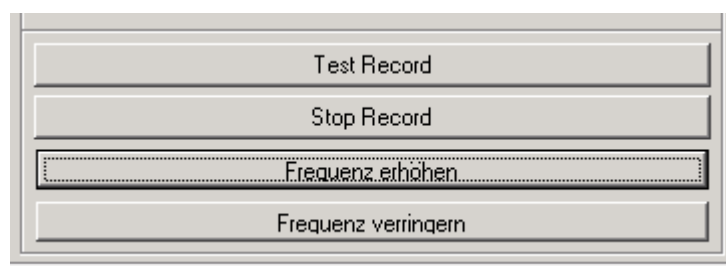 Test Record
Stop Record
Frequenz erhöhen
Frequenz verringern